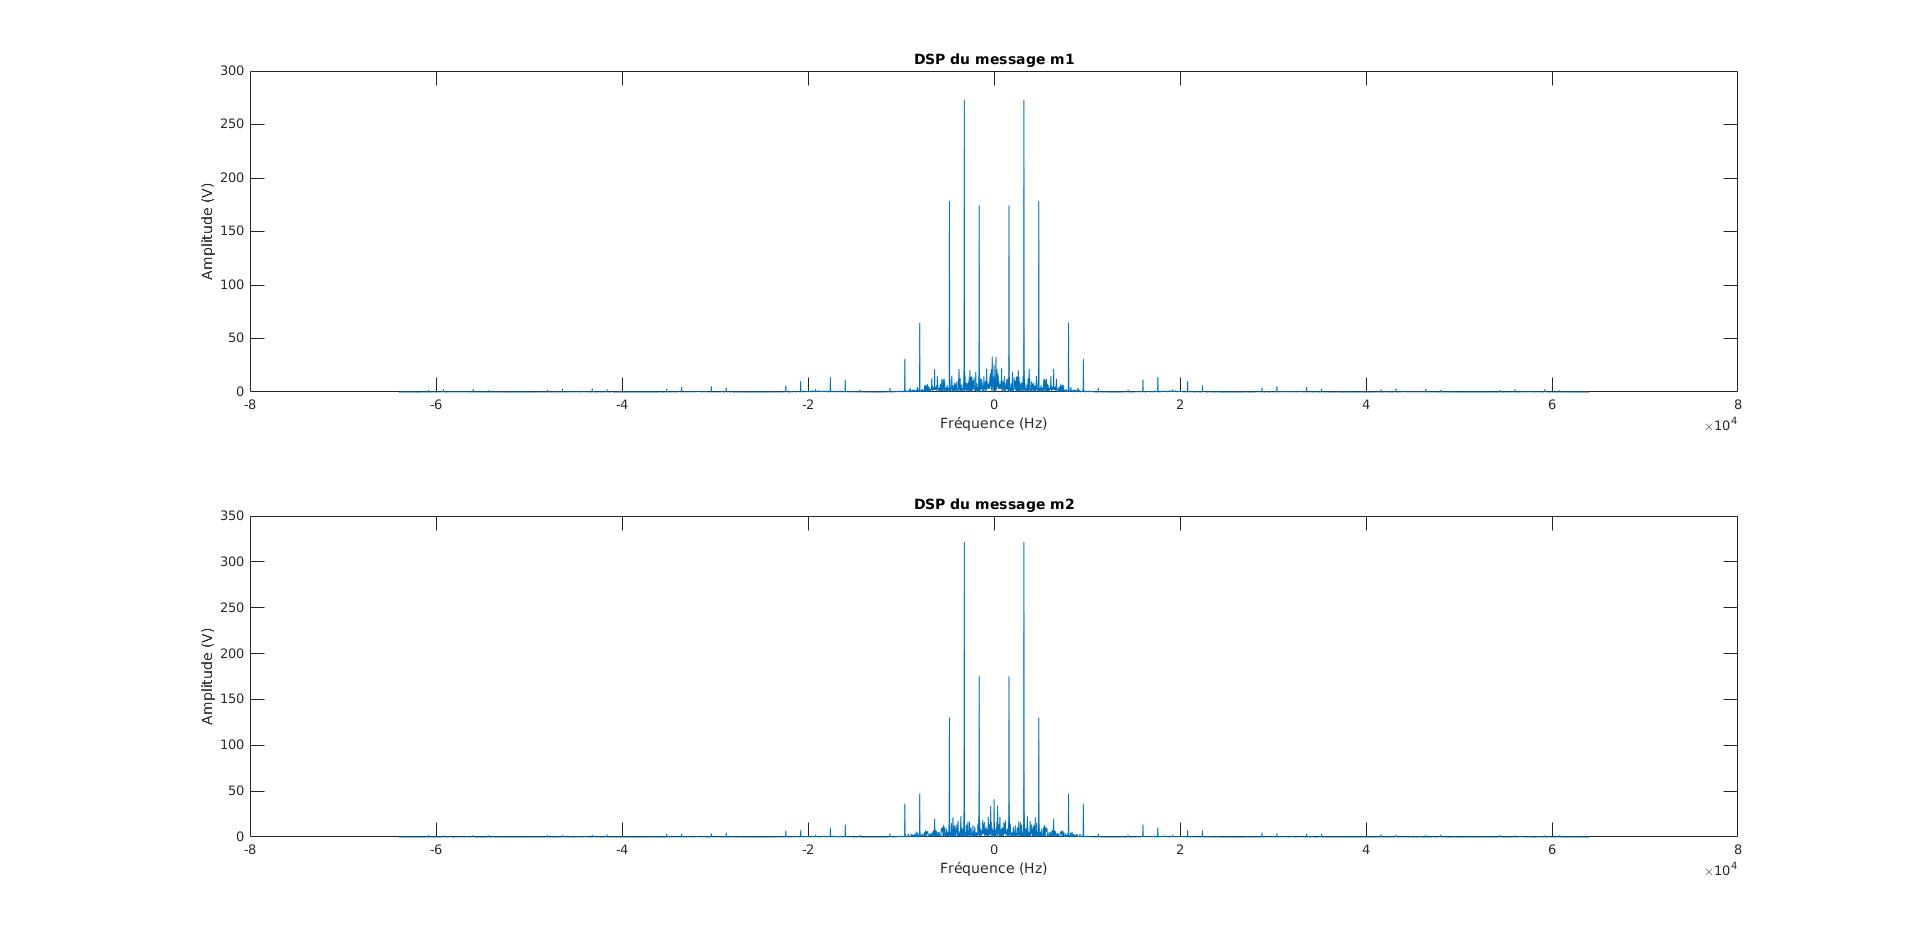 DSP du message m1
300
250
200
150
100
50
0
Amplitude (V)
-8 -6 -4 -2 0 2 4 6 8
Fréquence (Hz)
×10⁴
DSP du message m2
350
300
250
200
150
100
50
0
Amplitude (V)
-8 -6 -4 -2 0 2 4 6 8
Fréquence (Hz)
×10⁴